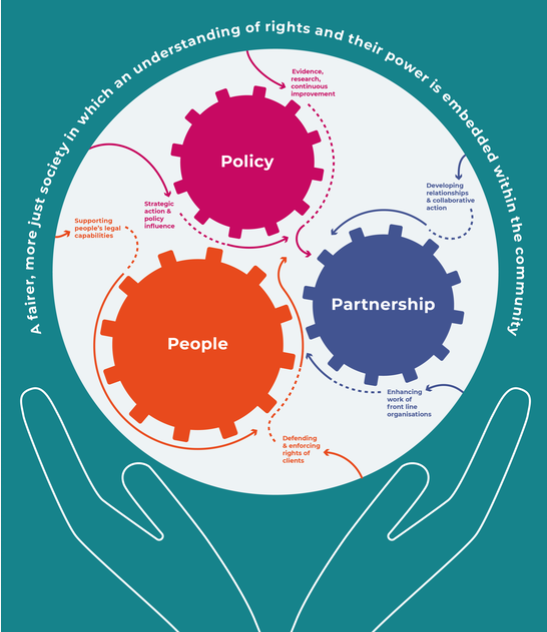 A fairer, more just society in which an understanding of rights and their power is embedded within the community
Evidence,
research,
continuous
improvement
Policy
Developing
relationships
& collaborative
action
Strategic
action &
policy
influence
Supporting
people's legal
capabilities
Partnership
People
Enhancing
work of
front line
organisations
Defending
& enforcing
rights of
clients